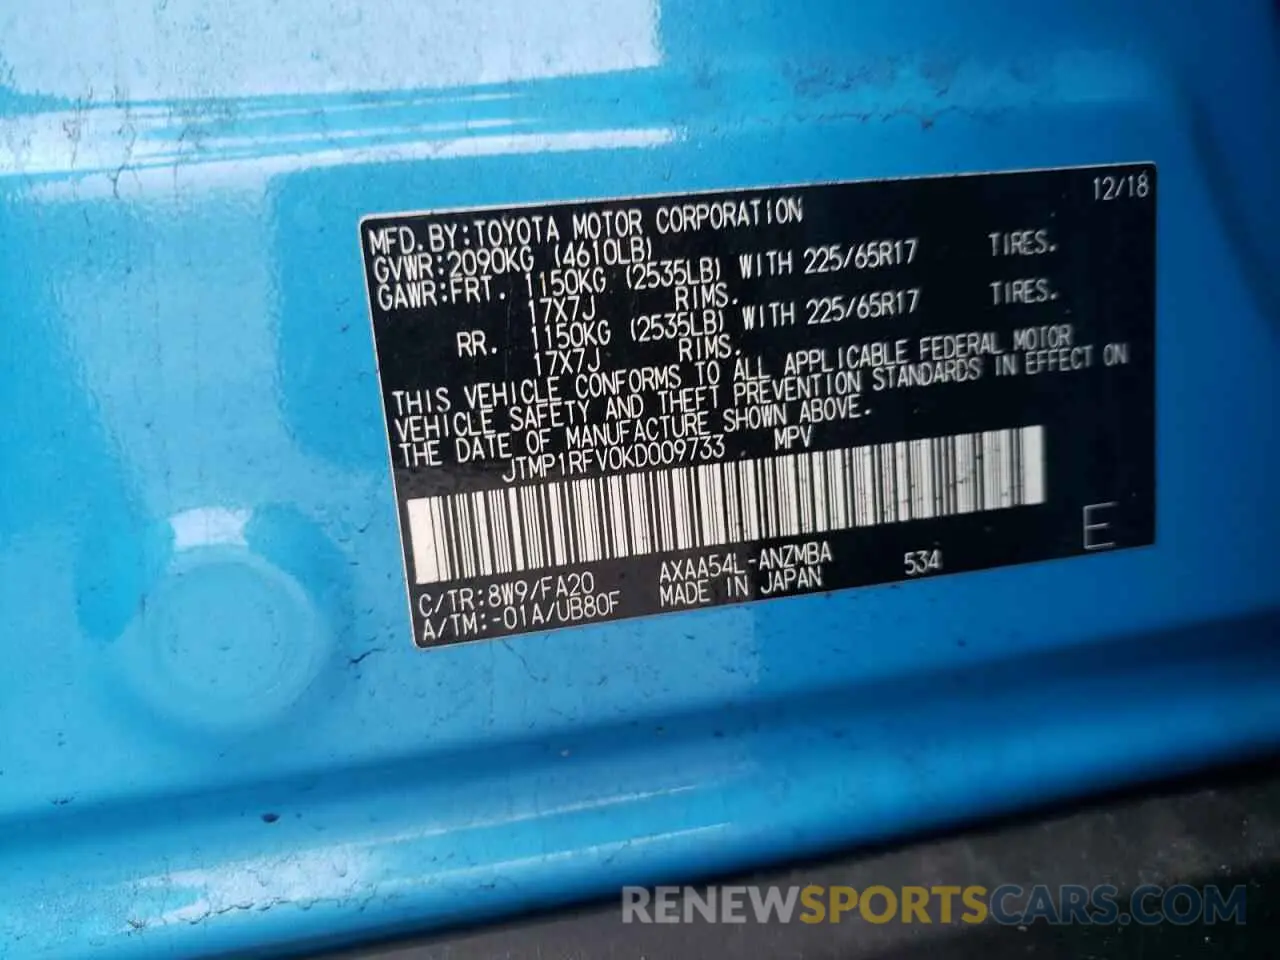 12/18
MFD. BY:TOYOTA MOTOR CORPORATION
GVWR:2090KG (4610LB)
GAWR:FRT. 1150KG (2535LB) WITH 225/65R17 TIRES.
17X7J RIMS.
RR. 1150KG (2535LB) WITH 225/65R17 TIRES.
17X7J RIMS.
THIS VEHICLE CONFORMS TO ALL APPLICABLE FEDERAL MOTOR
VEHICLE SAFETY AND THEFT PREVENTION STANDARDS IN EFFECT ON
THE DATE OF MANUFACTURE SHOWN ABOVE.
JTMP1RFV0KD009733 MPV
E
C/TR:8W9/FA20 AXAA54L-ANZMBA 534
A/TM:-01A/UB80F MADE IN JAPAN
RENEWSPORTSCARS.COM